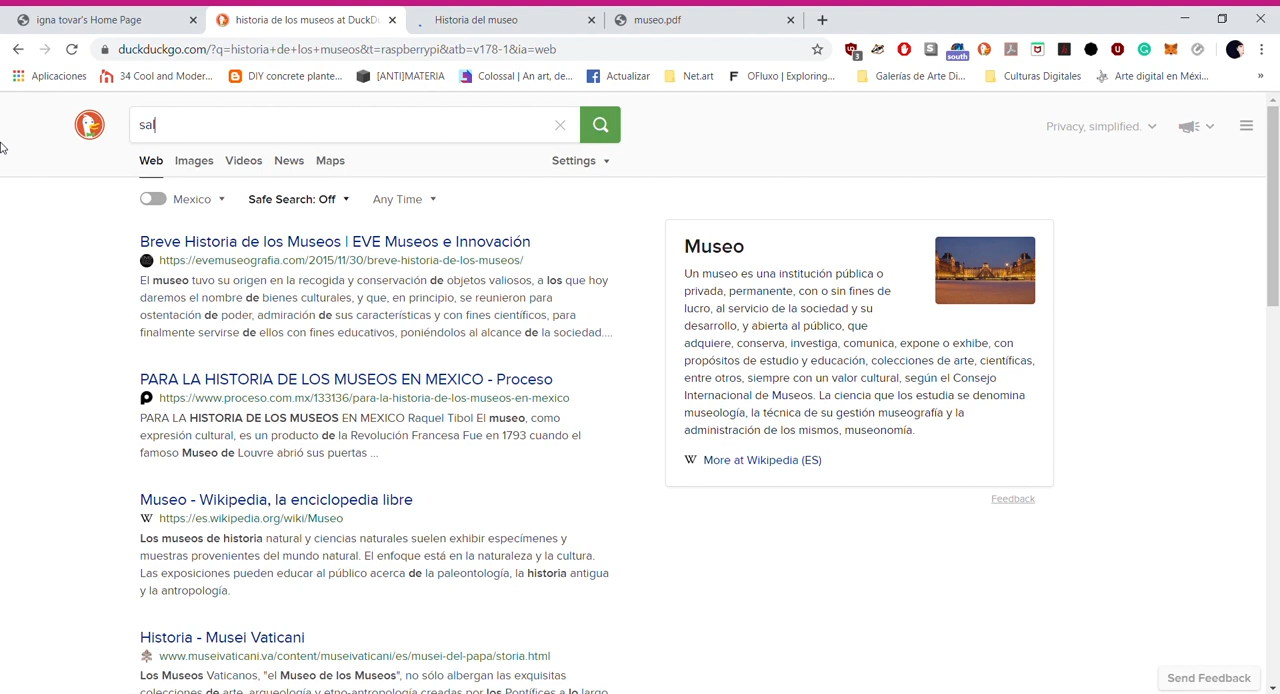 igna tovar's Home Page
historia de los museos at DuckDu
Historia del museo
museo.pdf
duckduckgo.com/?q=historia+de+los+museos&t=raspberrypi&atb=v178-1&ia=web
3
south
Aplicaciones
34 Cool and Moder...
DIY concrete plante...
[ANTI]MATERIA
Colossal | An art, de...
Actualizar
Net.art
OFluxo | Exploring...
Galerías de Arte Di...
Culturas Digitales
Arte digital en Méxi...
»
sal
Privacy, simplified.
Web Images Videos News Maps Settings
Mexico Safe Search: Off Any Time
Breve Historia de los Museos | EVE Museos e Innovación
https://evemuseografia.com/2015/11/30/breve-historia-de-los-museos/
El museo tuvo su origen en la recogida y conservación de objetos valiosos, a los que hoy
daremos el nombre de bienes culturales, y que, en principio, se reunieron para
ostentación de poder, admiración de sus características y con fines científicos, para
finalmente servirse de ellos con fines educativos, poniéndolos al alcance de la sociedad....
PARA LA HISTORIA DE LOS MUSEOS EN MEXICO - Proceso
https://www.proceso.com.mx/133136/para-la-historia-de-los-museos-en-mexico
PARA LA HISTORIA DE LOS MUSEOS EN MEXICO Raquel Tibol El museo, como
expresión cultural, es un producto de la Revolución Francesa Fue en 1793 cuando el
famoso Museo de Louvre abrió sus puertas ...
Museo - Wikipedia, la enciclopedia libre
W https://es.wikipedia.org/wiki/Museo
Los museos de historia natural y ciencias naturales suelen exhibir especímenes y
muestras provenientes del mundo natural. El enfoque está en la naturaleza y la cultura.
Las exposiciones pueden educar al público acerca de la paleontología, la historia antigua
y la antropología.
Historia - Musei Vaticani
www.museivaticani.va/content/museivaticani/es/musei-del-papa/storia.html
Los Museos Vaticanos, "el Museo de los Museos", no sólo albergan las exquisitas
colecciones de arte, arqueología y etno-antropología creadas por los Pontífices a lo largo
Museo
Un museo es una institución pública o
privada, permanente, con o sin fines de
lucro, al servicio de la sociedad y su
desarrollo, y abierta al público, que
adquiere, conserva, investiga, comunica, expone o exhibe, con
propósitos de estudio y educación, colecciones de arte, científicas,
entre otros, siempre con un valor cultural, según el Consejo
Internacional de Museos. La ciencia que los estudia se denomina
museología, la técnica de su gestión museografía y la
administración de los mismos, museonomía.
W More at Wikipedia (ES)
Feedback
Send Feedback